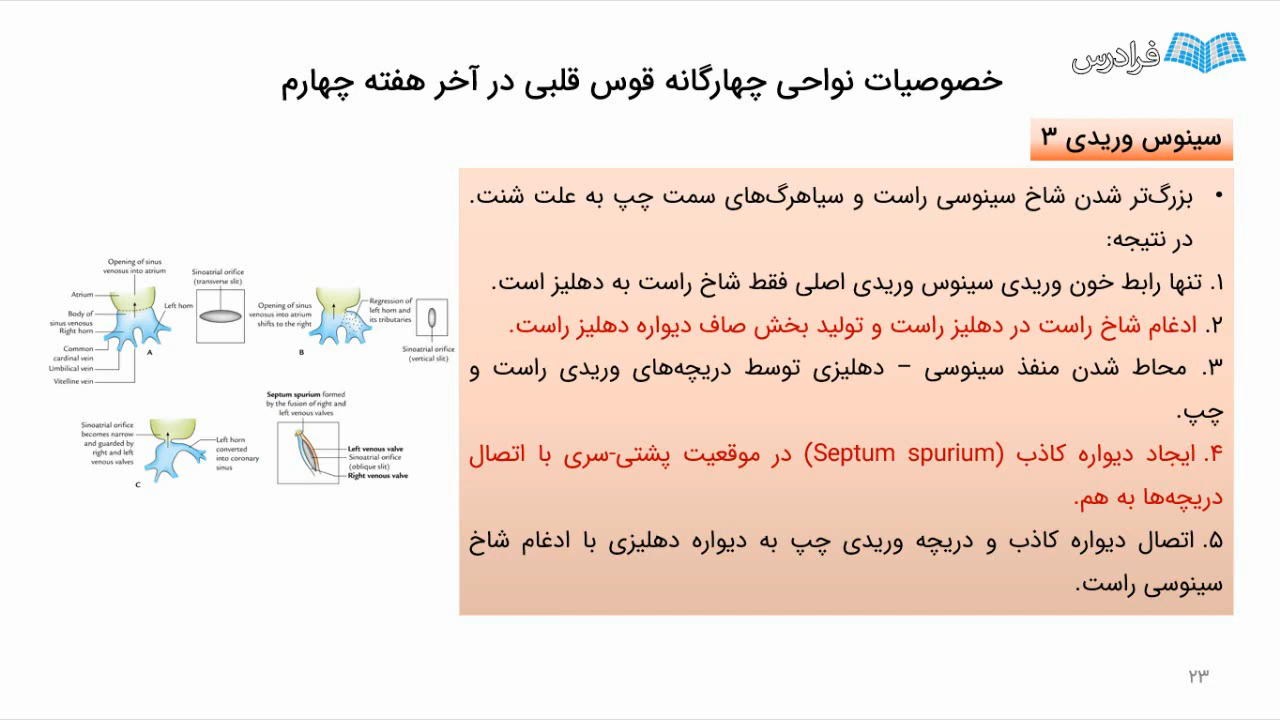 فرادرس
خصوصیات نواحی چهارگانه قوس قلبی در آخر هفته چهارم
سینوس وریدی ۳
• بزرگ‌تر شدن شاخ سینوسی راست و سیاهرگ‌های سمت چپ به علت شنت.
در نتیجه:
۱. تنها رابط خون وریدی سینوس وریدی اصلی فقط شاخ راست به دهلیز است.
۲. ادغام شاخ راست در دهلیز راست و تولید بخش صاف دیواره دهلیز راست.
۳. محاط شدن منفذ سینوسی – دهلیزی توسط دریچه‌های وریدی راست و
چپ.
۴. ایجاد دیواره کاذب (Septum spurium) در موقعیت پشتی-سری با اتصال
دریچه‌ها به هم.
۵. اتصال دیواره کاذب و دریچه وریدی چپ به دیواره دهلیزی با ادغام شاخ
سینوسی راست.
Opening of sinus
venosus into atrium
Atrium
Body of
sinus venosus
Right horn
Common
cardinal vein
Umbilical vein
Vitelline vein
Left horn
A
Sinoatrial orifice
(transverse slit)
Opening of sinus
venosus into atrium
shifts to the right
Regression of
left horn and
its tributaries
B
Sinoatrial orifice
(vertical slit)
Sinoatrial orifice
becomes narrow
and guarded by
right and left
venous valves
Left horn
converted
into coronary
sinus
C
Septum spurium formed
by the fusion of right and
left venous valves
Left venous valve
Sinoatrial orifice
(oblique slit)
Right venous valve
۲۳